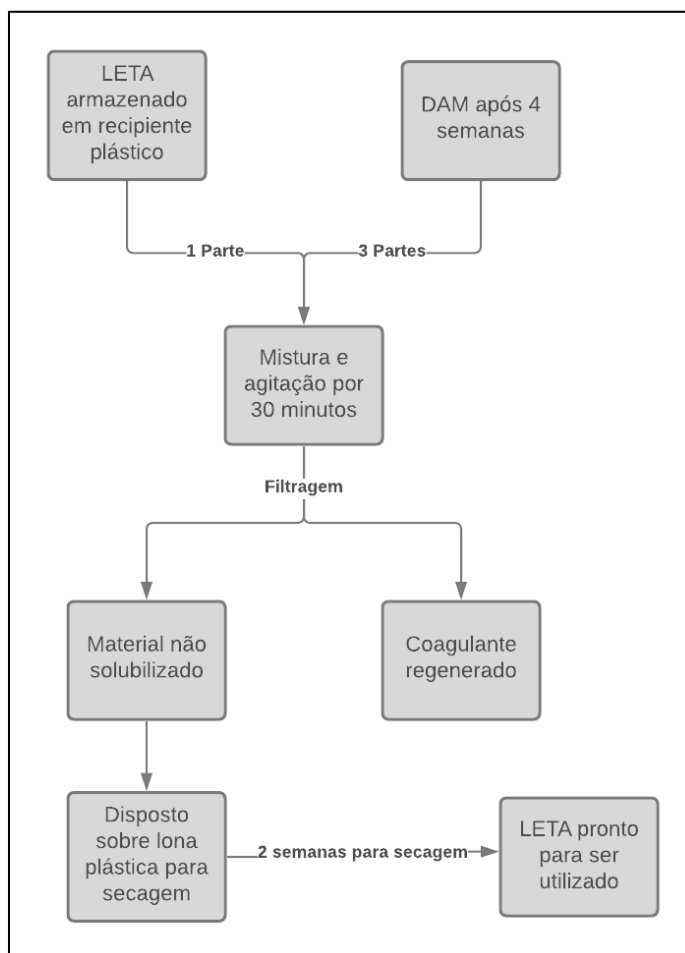 LETA
armazenado
em recipiente
plástico
DAM após 4
semanas
1 Parte
3 Partes
Mistura e
agitação por
30 minutos
Filtragem
Material não
solubilizado
Coagulante
regenerado
Disposto
sobre lona
plástica para
secagem
2 semanas para secagem
LETA pronto
para ser
utilizado